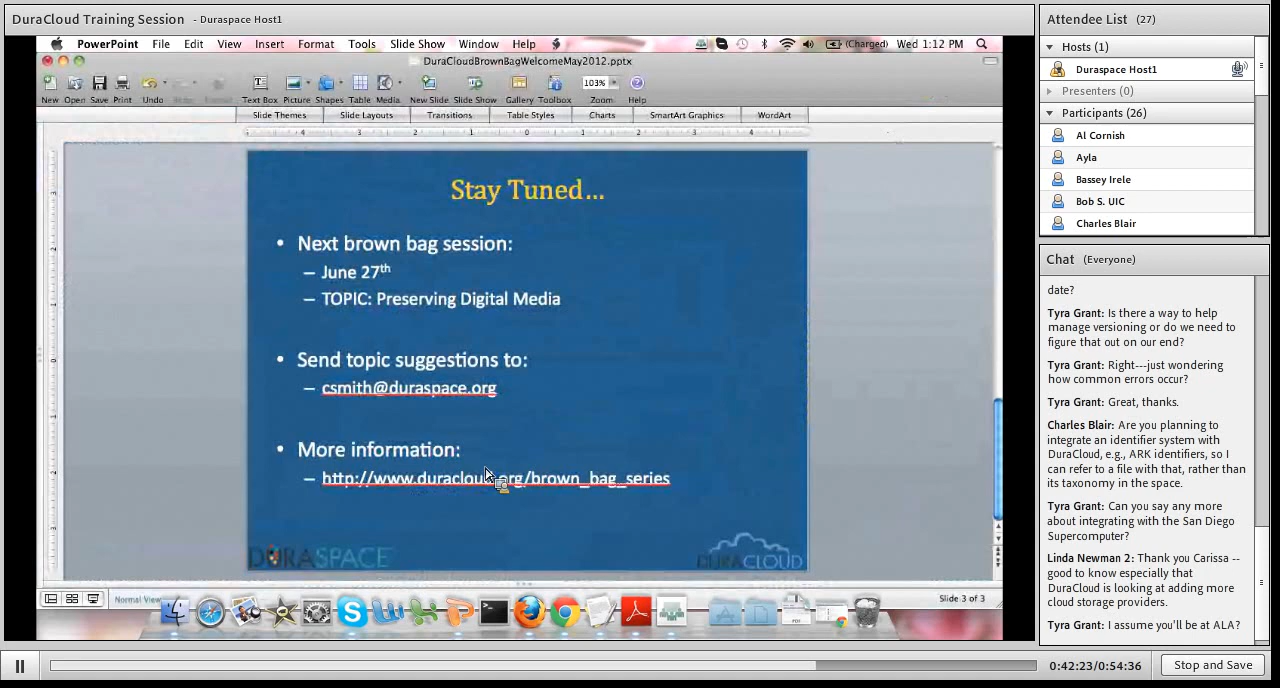 DuraCloud Training Session - Duraspace Host1
PowerPoint File Edit View Insert Format Tools Slide Show Window Help (Charged) Wed 1:12 PM
DuraCloudBrownBagWelcomeMay2012.pptx
103%
New Open Save Print Undo Text Box Picture Shapes Table Media New Slide Slide Show Gallery Toolbox Zoom Help
Slide Themes Slide Layouts Transitions Table Styles Charts SmartArt Graphics WordArt
Stay Tuned...
• Next brown bag session:
– June 27th
– TOPIC: Preserving Digital Media
• Send topic suggestions to:
– csmith@duraspace.org
• More information:
– http://www.duracloud.org/brown_bag_series
DURASPACE
DURACLOUD
Normal View
Slide 3 of 3
Attendee List (27)
Hosts (1)
Duraspace Host1
Presenters (0)
Participants (26)
Al Cornish
Ayla
Bassey Irele
Bob S. UIC
Charles Blair
Chat (Everyone)
date?
Tyra Grant: Is there a way to help
manage versioning or do we need to
figure that out on our end?
Tyra Grant: Right---just wondering
how common errors occur?
Tyra Grant: Great, thanks.
Charles Blair: Are you planning to
integrate an identifier system with
DuraCloud, e.g., ARK identifiers, so I
can refer to a file with that, rather than
its taxonomy in the space.
Tyra Grant: Can you say any more
about integrating with the San Diego
Supercomputer?
Linda Newman 2: Thank you Carissa --
good to know especially that
DuraCloud is looking at adding more
cloud storage providers.
Tyra Grant: I assume you'll be at ALA?
0:42:23/0:54:36
Stop and Save